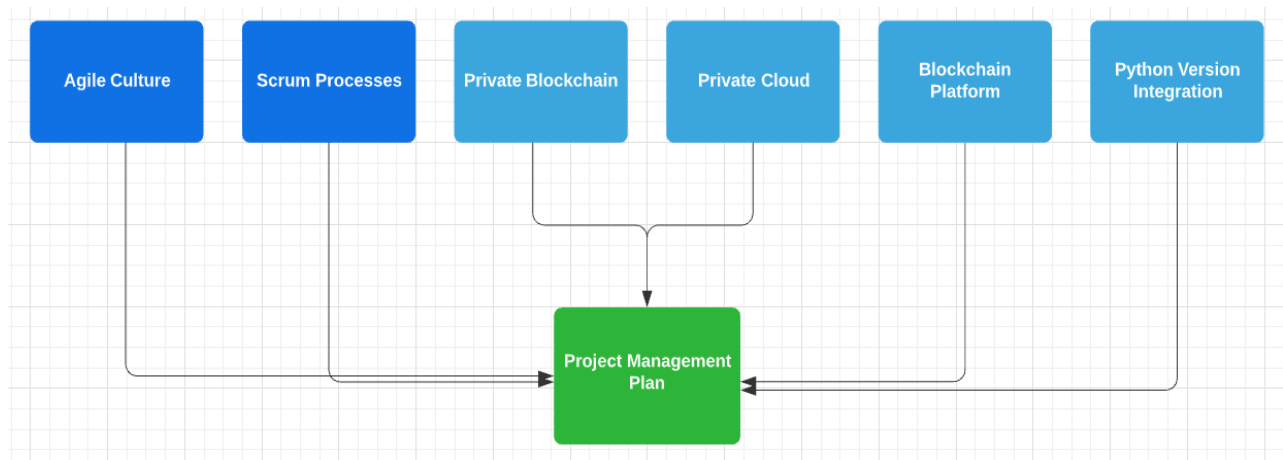 Agile Culture
Scrum Processes
Private Blockchain
Private Cloud
Blockchain
Platform
Python Version
Integration
Project Management
Plan